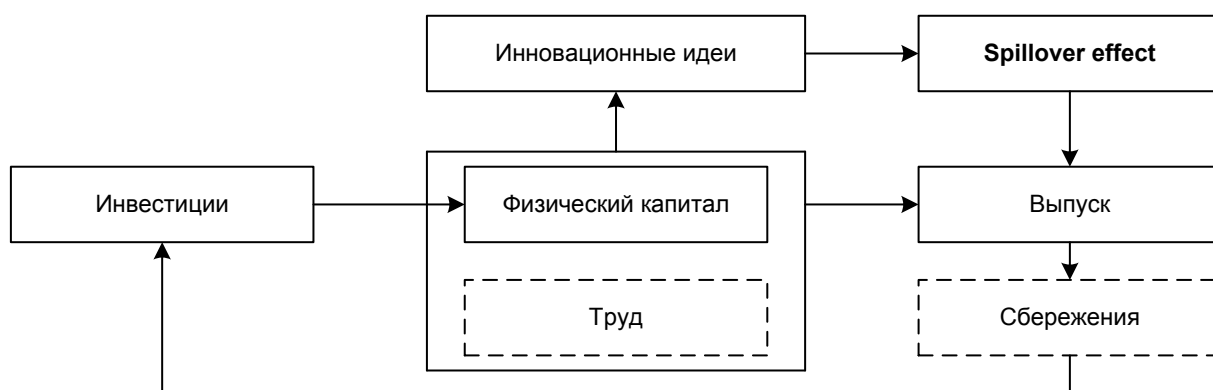 Инновационные идеи
Spillover effect
Инвестиции
Физический капитал
Выпуск
Труд
Сбережения